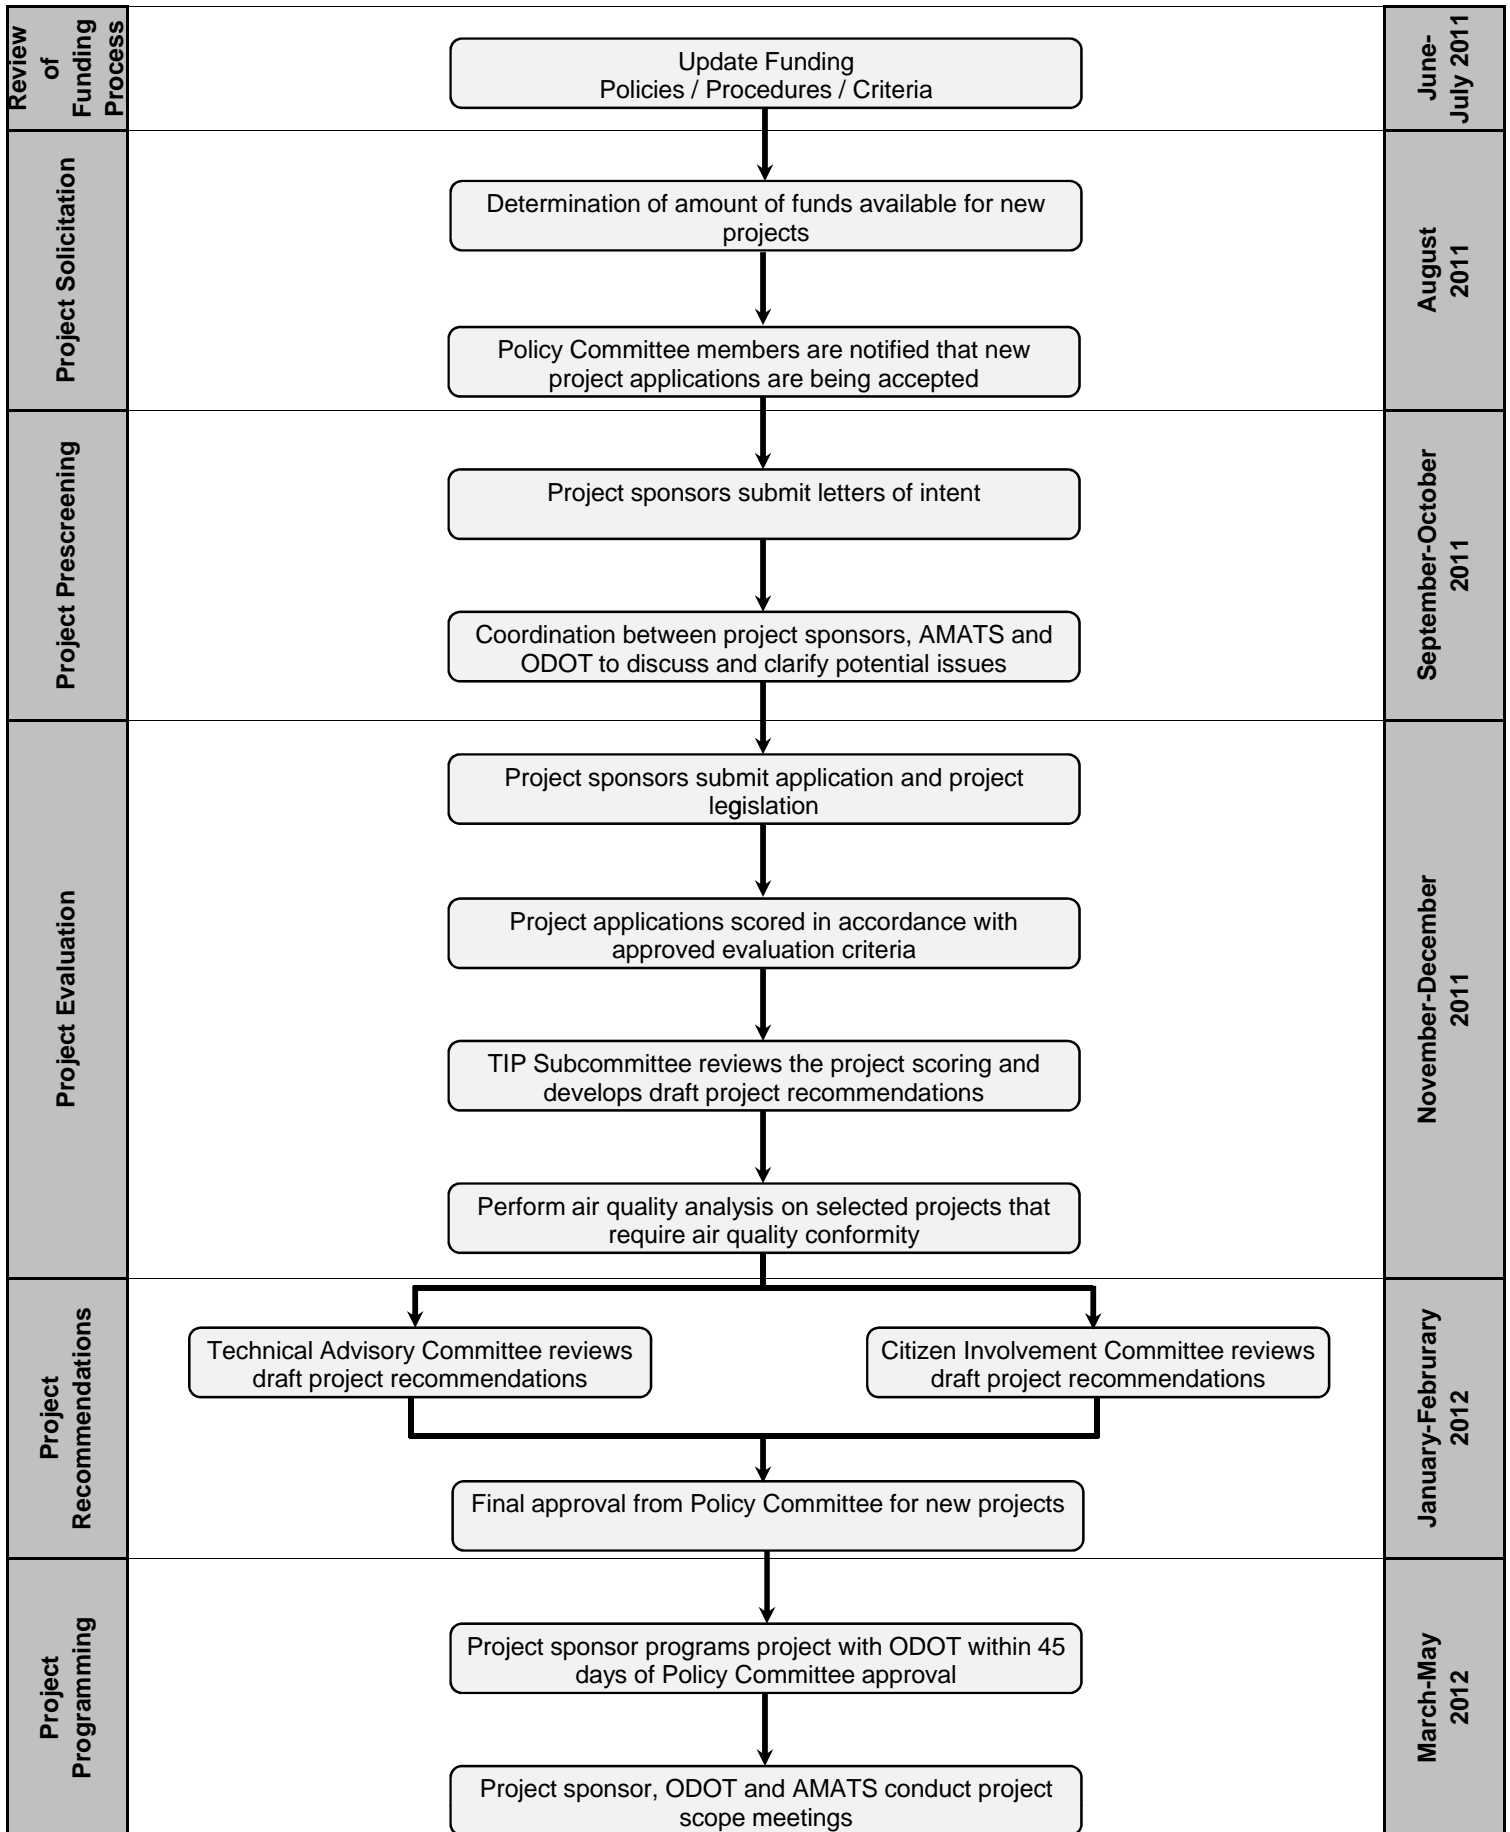 Review
of
Funding
Process
Update Funding
Policies / Procedures / Criteria
June-
July 2011
Project Solicitation
Determination of amount of funds available for new
projects
Policy Committee members are notified that new
project applications are being accepted
August
2011
Project Prescreening
Project sponsors submit letters of intent
Coordination between project sponsors, AMATS and
ODOT to discuss and clarify potential issues
September-October
2011
Project Evaluation
Project sponsors submit application and project
legislation
Project applications scored in accordance with
approved evaluation criteria
TIP Subcommittee reviews the project scoring and
develops draft project recommendations
Perform air quality analysis on selected projects that
require air quality conformity
November-December
2011
Project
Recommendations
Technical Advisory Committee reviews
draft project recommendations
Citizen Involvement Committee reviews
draft project recommendations
Final approval from Policy Committee for new projects
January-Februrary
2012
Project
Programming
Project sponsor programs project with ODOT within 45
days of Policy Committee approval
Project sponsor, ODOT and AMATS conduct project
scope meetings
March-May
2012